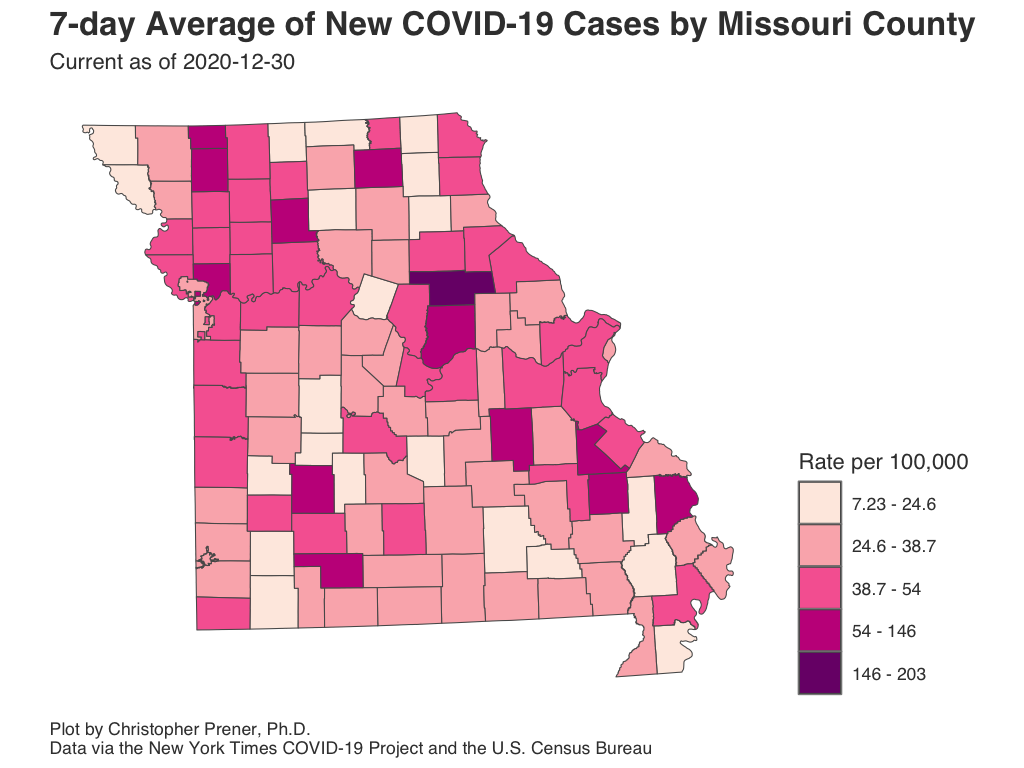 7-day Average of New COVID-19 Cases by Missouri County
Current as of 2020-12-30
Rate per 100,000
7.23 - 24.6
24.6 - 38.7
38.7 - 54
54 - 146
146 - 203
Plot by Christopher Prener, Ph.D.
Data via the New York Times COVID-19 Project and the U.S. Census Bureau